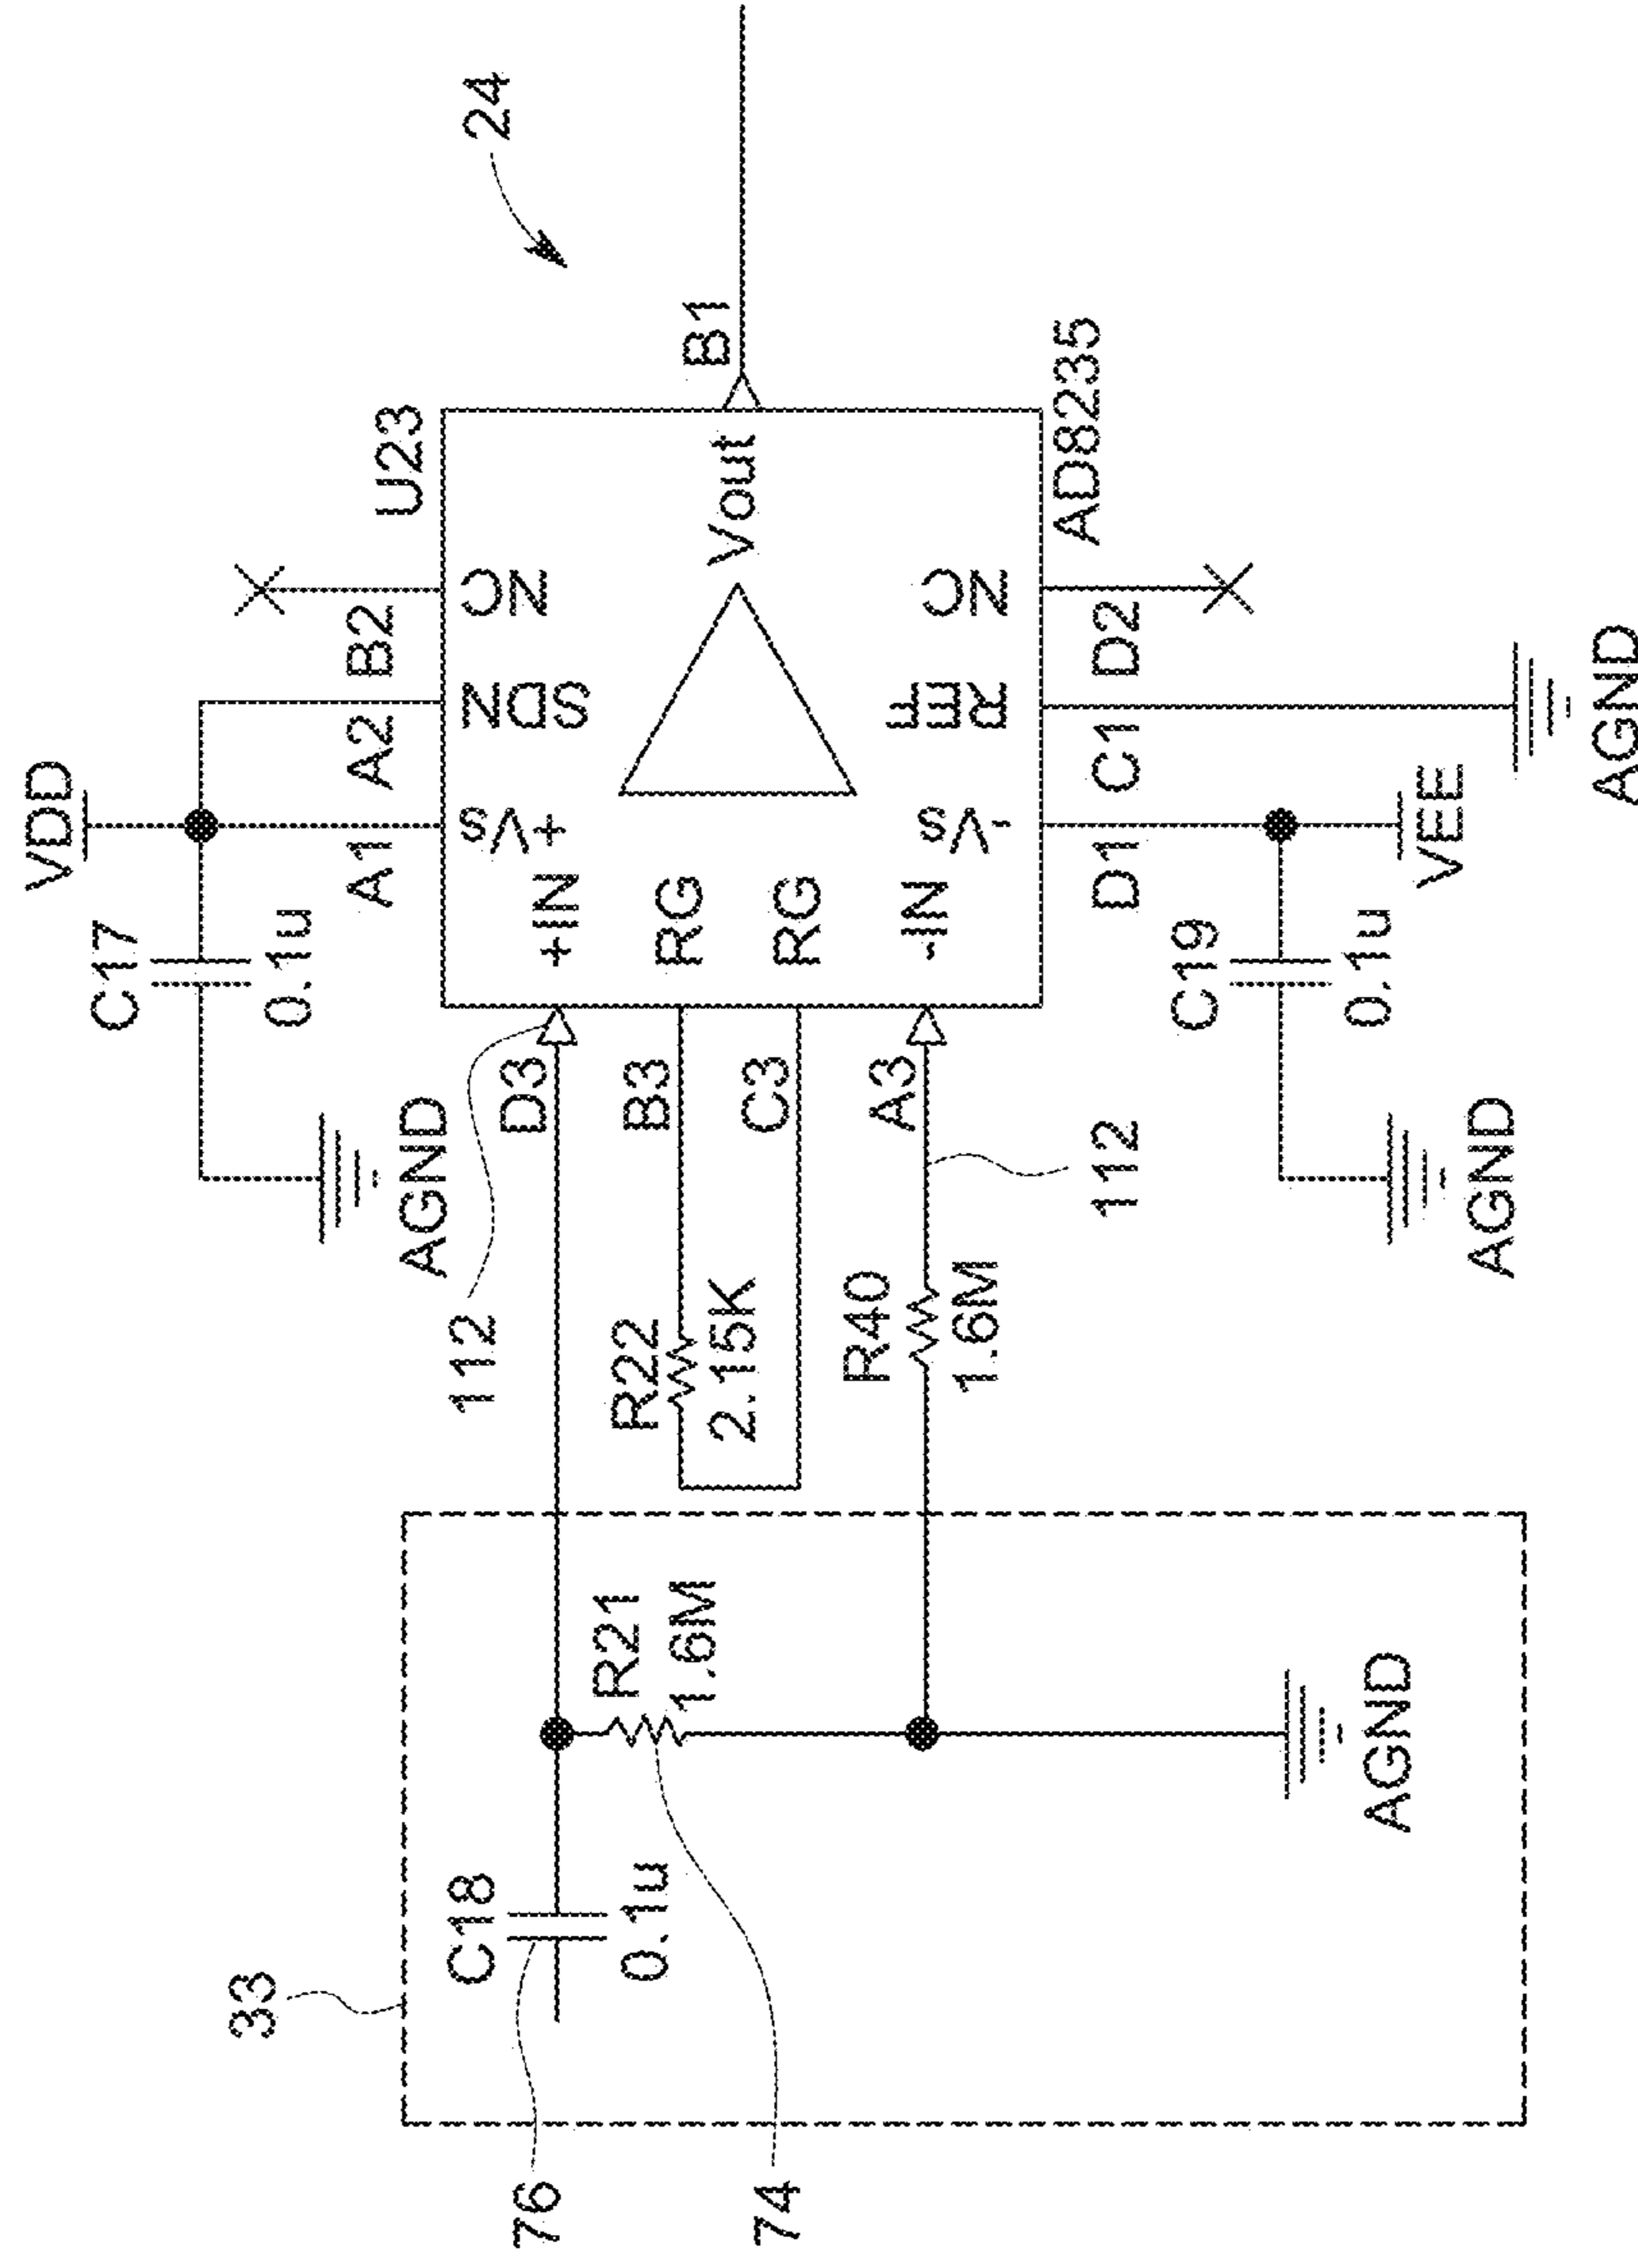 VDD
C17
0.1u
AGND
A1
A2
B2
U23
24
+Vs
SDN
NC
112
D3
+IN
B3
RG
C3
RG
A3
-IN
Vout
B1
-Vs
REF
NC
AD8235
D1
C1
D2
R22
2.15K
R40
1.6M
112
C19
0.1u
AGND
VEE
AGND
33
C18
0.1u
R21
1.6M
AGND
76
74